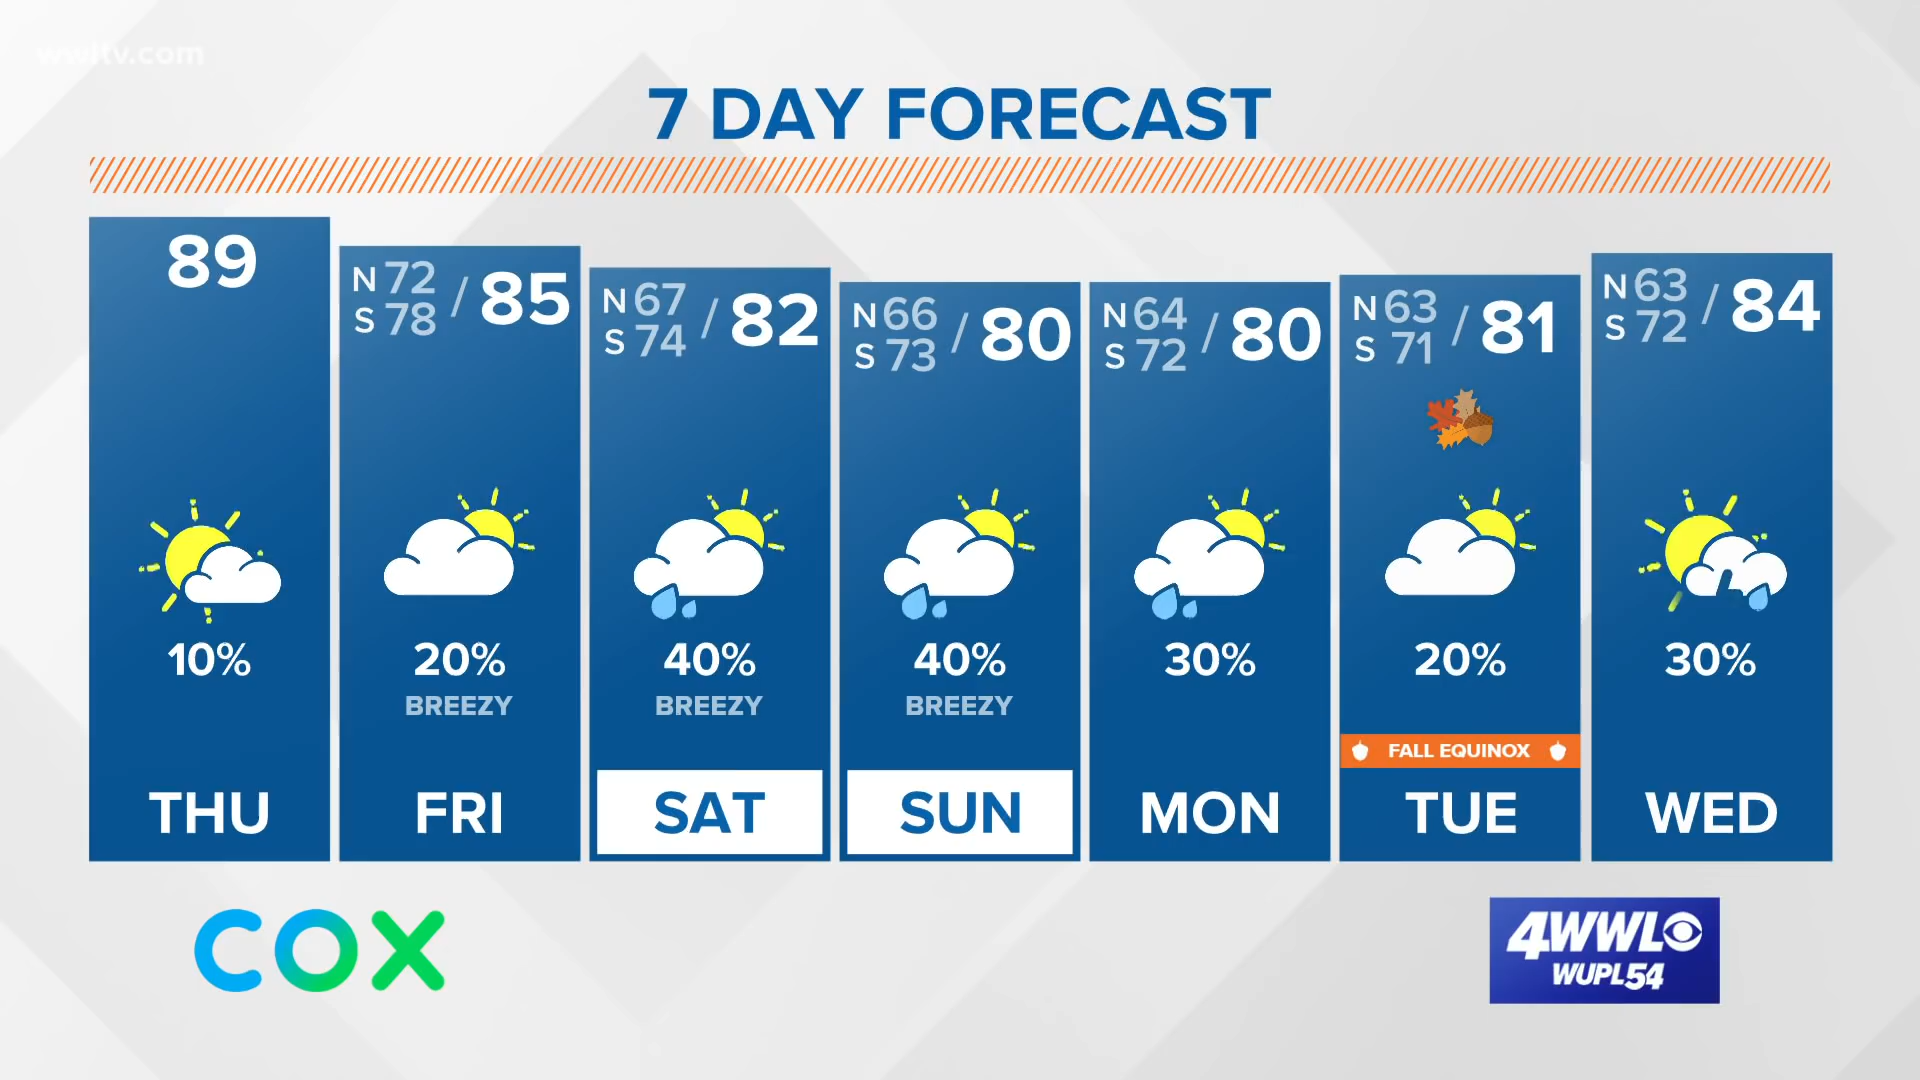 wwltv.com
7 DAY FORECAST
89
10%
THU
N 72
S 78 / 85
20%
BREEZY
FRI
N 67
S 74 / 82
40%
BREEZY
SAT
N 66
S 73 / 80
40%
BREEZY
SUN
N 64
S 72 / 80
30%
MON
N 63
S 71 / 81
20%
FALL EQUINOX
TUE
N 63
S 72 / 84
30%
WED
COX
4WWL
WUPL54